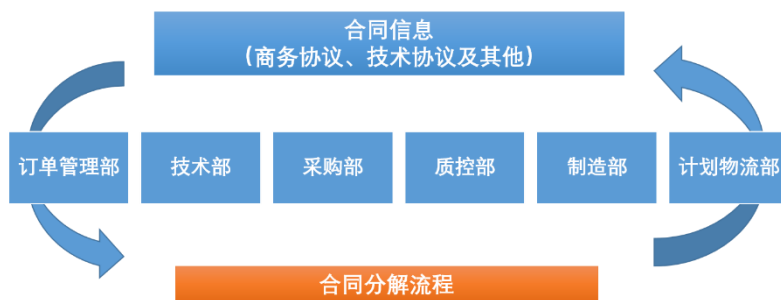 合同信息
（商务协议、技术协议及其他）
订单管理部
技术部
采购部
质控部
制造部
计划物流部
合同分解流程